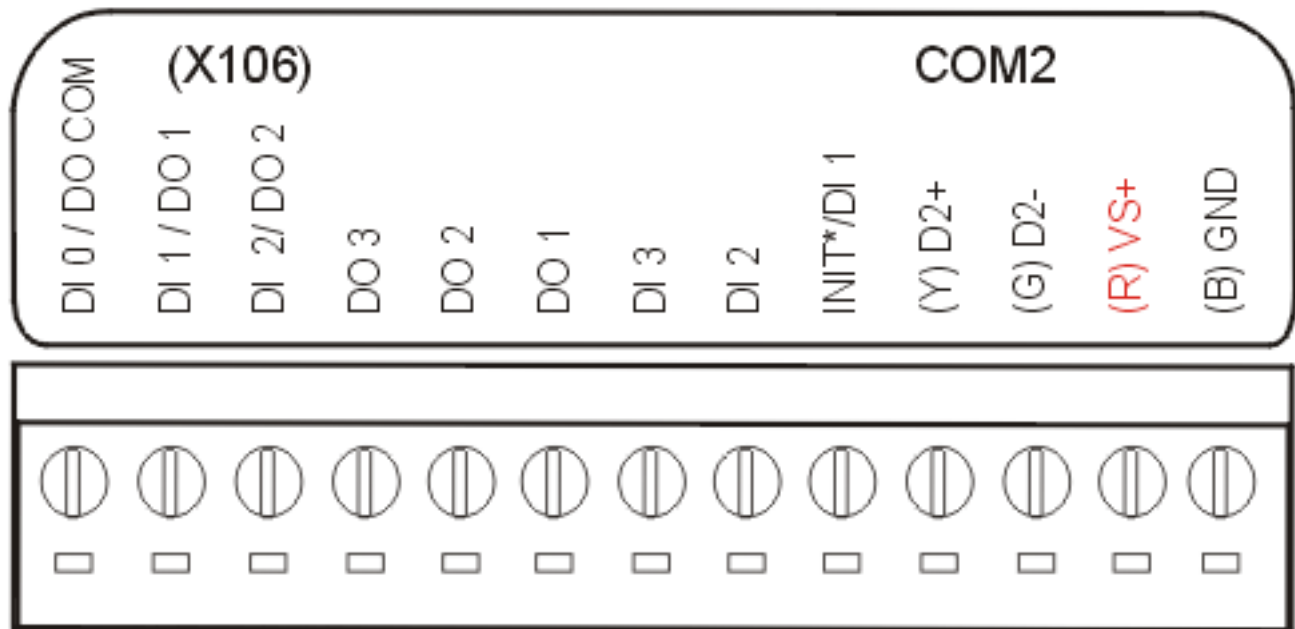 (X106)
COM2
DI 0 / DO COM
DI 1 / DO 1
DI 2/ DO 2
DO 3
DO 2
DO 1
DI 3
DI 2
INIT*/DI 1
(Y) D2+
(G) D2-
(R) VS+
(B) GND